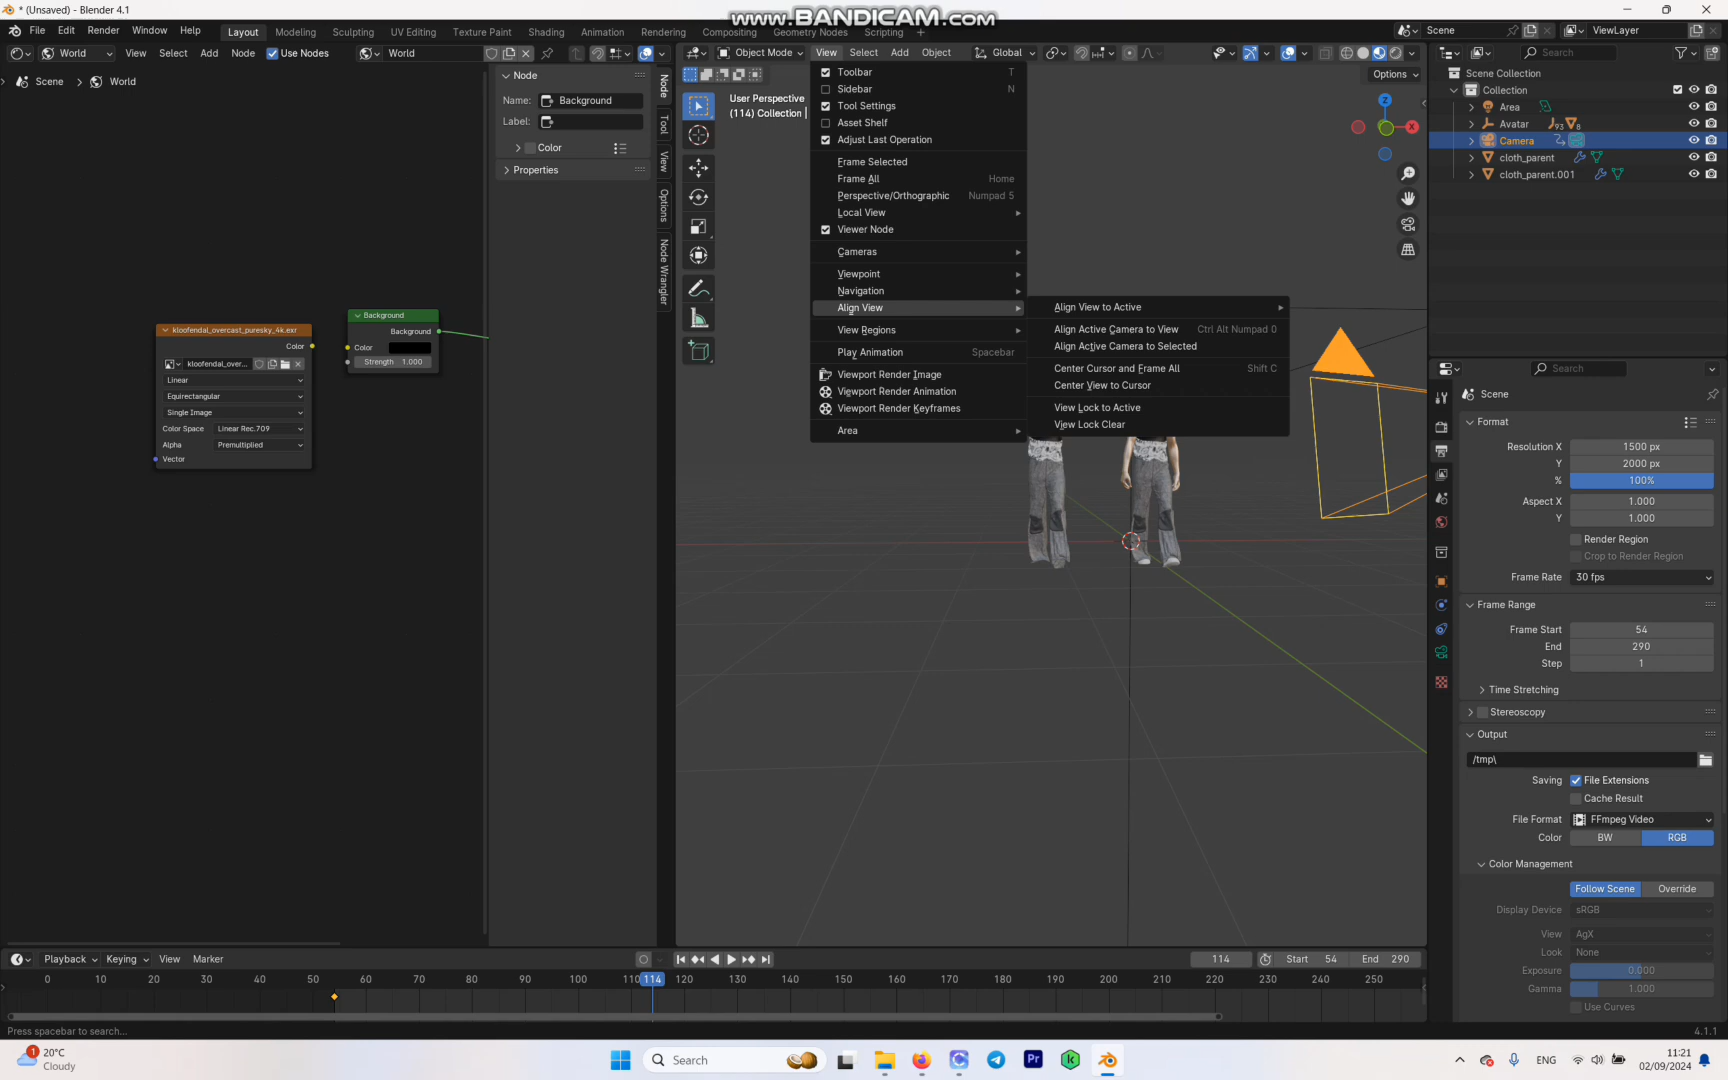 * (Unsaved) - Blender 4.1
www.BANDICAM.com
File Edit Render Window Help Layout Modeling Sculpting UV Editing Texture Paint Shading Animation Rendering Compositing Geometry Nodes Scripting + Scene ViewLayer
World View Select Add Node Use Nodes World
Object Mode View Select Add Object Global
Search
Options
Scene > World
Node
Name: Background
Label:
Color
Properties
Node
Tool
View
Options
Node Wrangler
kloofendal_overcast_puresky_4k.exr
Color
kloofendal_over...
Linear
Equirectangular
Single Image
Color Space Linear Rec.709
Alpha Premultiplied
Vector
Background
Background
Color
Strength 1.000
User Perspective
(114) Collection |
Toolbar T
Sidebar N
Tool Settings
Asset Shelf
Adjust Last Operation
Frame Selected
Frame All Home
Perspective/Orthographic Numpad 5
Local View
Viewer Node
Cameras
Viewpoint
Navigation
Align View
View Regions
Play Animation Spacebar
Viewport Render Image
Viewport Render Animation
Viewport Render Keyframes
Area
Align View to Active
Align Active Camera to View Ctrl Alt Numpad 0
Align Active Camera to Selected
Center Cursor and Frame All Shift C
Center View to Cursor
View Lock to Active
View Lock Clear
Z
X
Scene Collection
Collection
Area
Avatar 93 8
Camera
cloth_parent
cloth_parent.001
Search
Scene
Format
Resolution X 1500 px
Y 2000 px
% 100%
Aspect X 1.000
Y 1.000
Render Region
Crop to Render Region
Frame Rate 30 fps
Frame Range
Frame Start 54
End 290
Step 1
Time Stretching
Stereoscopy
Output
/tmp\
Saving File Extensions
Cache Result
File Format FFmpeg Video
Color BW RGB
Color Management
Follow Scene Override
Display Device sRGB
View AgX
Look None
Exposure 0.000
Gamma 1.000
Use Curves
Playback Keying View Marker 114 Start 54 End 290
0 10 20 30 40 50 60 70 80 90 100 110 114 120 130 140 150 160 170 180 190 200 210 220 230 240 250
Press spacebar to search... 4.1.1
1
20°C
Cloudy
Search
Pr
k
ENG
11:21
02/09/2024